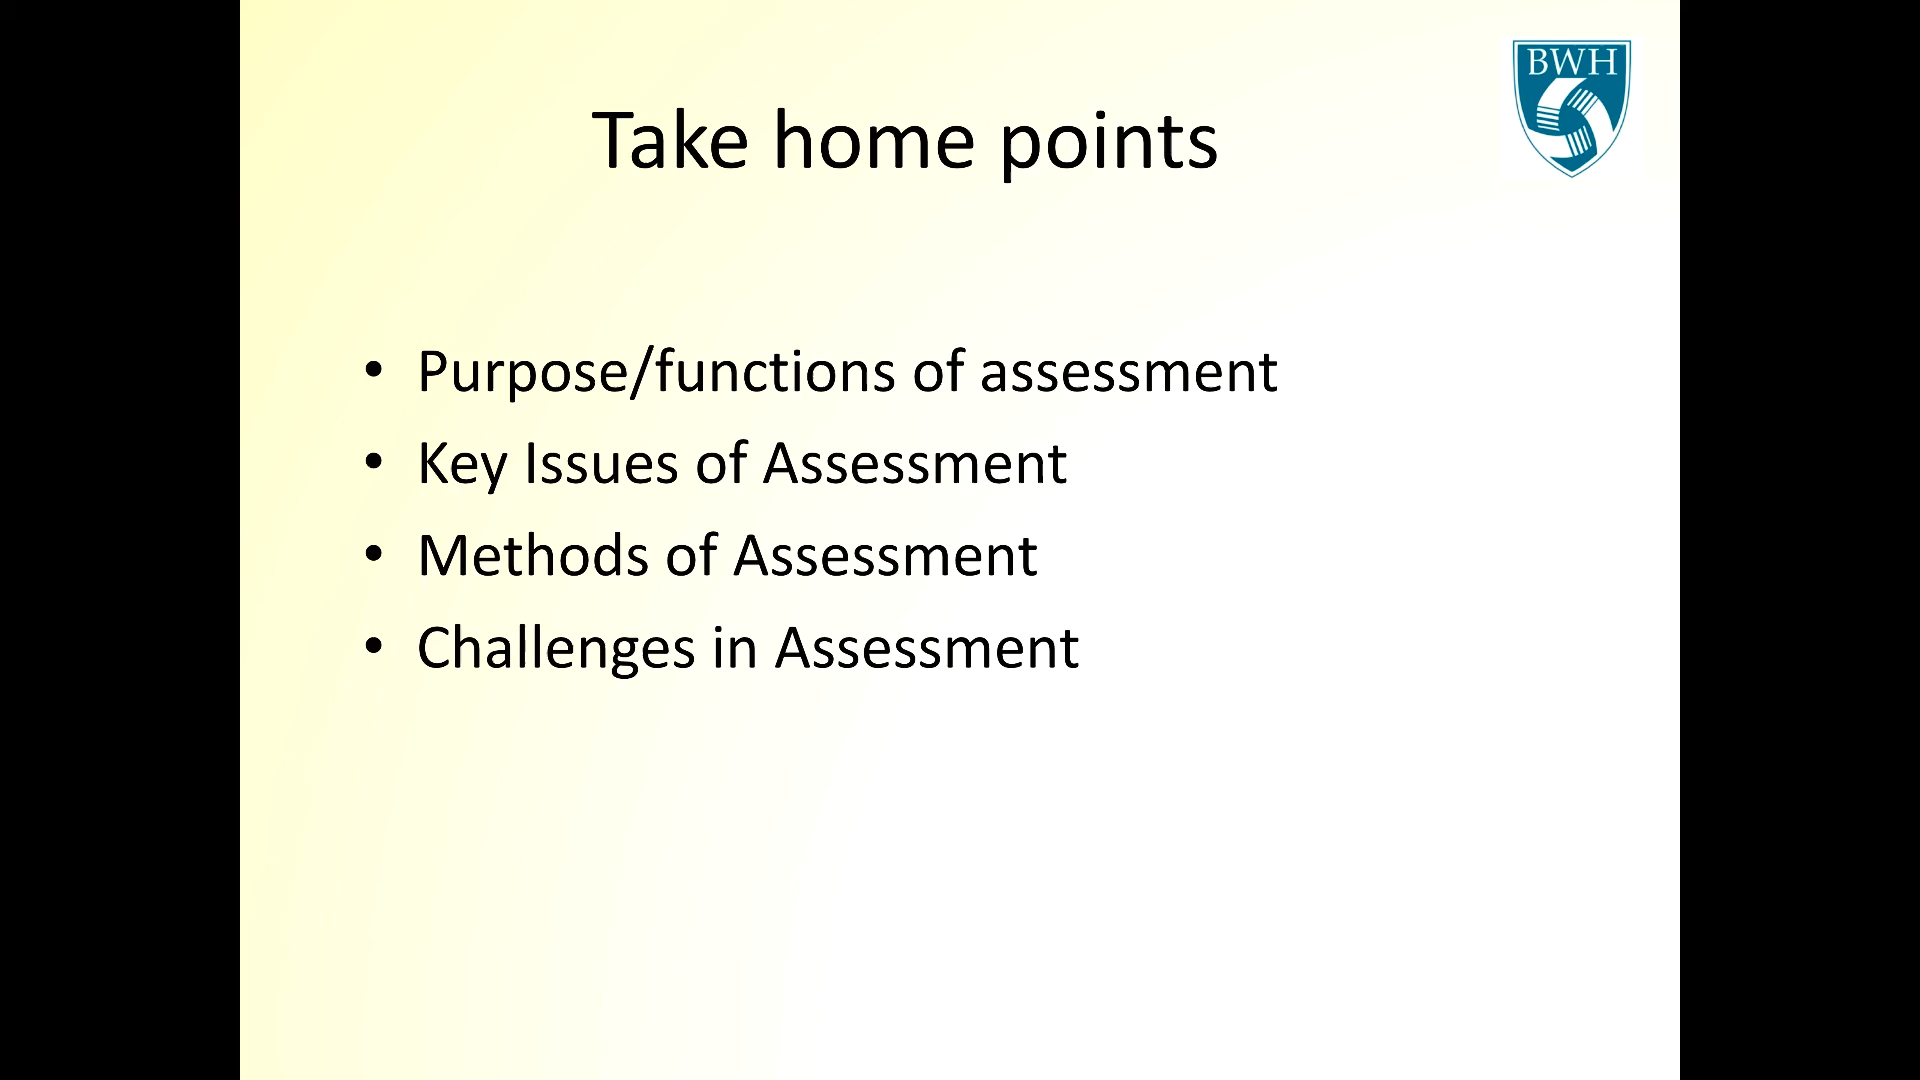 BWH
Take home points
• Purpose/functions of assessment
• Key Issues of Assessment
• Methods of Assessment
• Challenges in Assessment